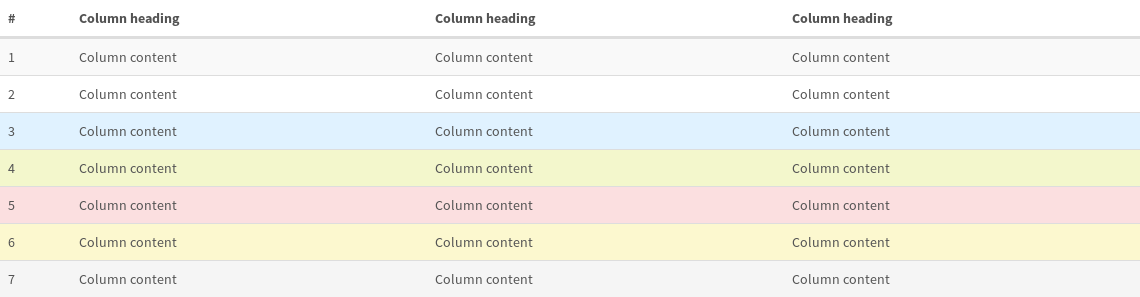 # Column heading Column heading Column heading
1 Column content Column content Column content
2 Column content Column content Column content
3 Column content Column content Column content
4 Column content Column content Column content
5 Column content Column content Column content
6 Column content Column content Column content
7 Column content Column content Column content